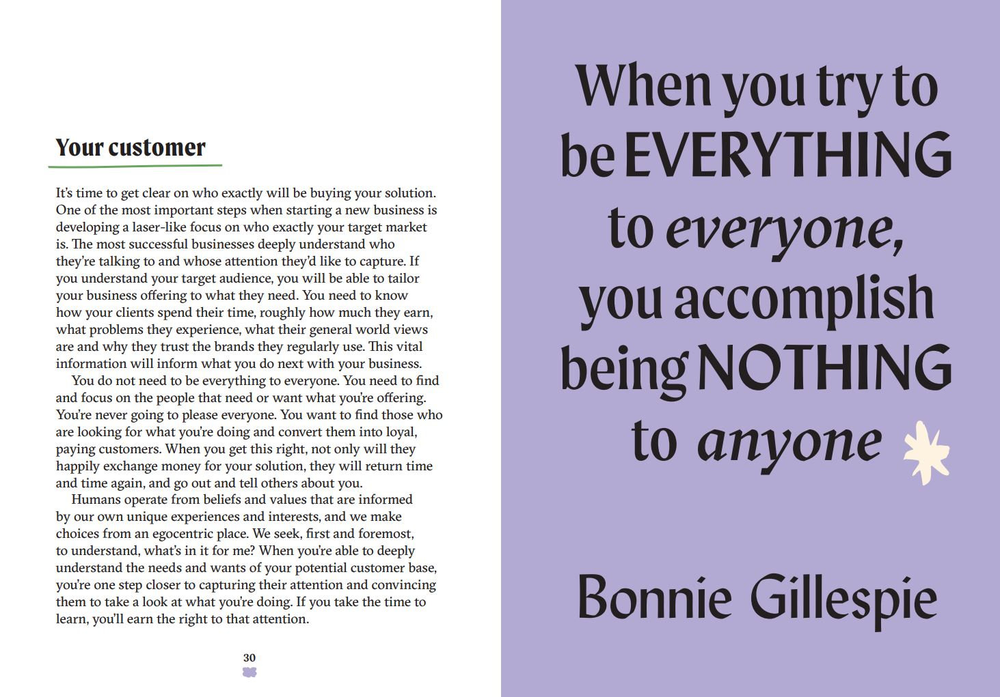 Your customer
It's time to get clear on who exactly will be buying your solution.
One of the most important steps when starting a new business is
developing a laser-like focus on who exactly your target market
is. The most successful businesses deeply understand who
they're talking to and whose attention they'd like to capture. If
you understand your target audience, you will be able to tailor
your business offering to what they need. You need to know
how your clients spend their time, roughly how much they earn,
what problems they experience, what their general world views
are and why they trust the brands they regularly use. This vital
information will inform what you do next with your business.
You do not need to be everything to everyone. You need to find
and focus on the people that need or want what you're offering.
You're never going to please everyone. You want to find those who
are looking for what you're doing and convert them into loyal,
paying customers. When you get this right, not only will they
happily exchange money for your solution, they will return time
and time again, and go out and tell others about you.
Humans operate from beliefs and values that are informed
by our own unique experiences and interests, and we make
choices from an egocentric place. We seek, first and foremost,
to understand, what's in it for me? When you're able to deeply
understand the needs and wants of your potential customer base,
you're one step closer to capturing their attention and convincing
them to take a look at what you're doing. If you take the time to
learn, you'll earn the right to that attention.
30
When you try to
be EVERYTHING
to everyone,
you accomplish
being NOTHING
to anyone
Bonnie Gillespie